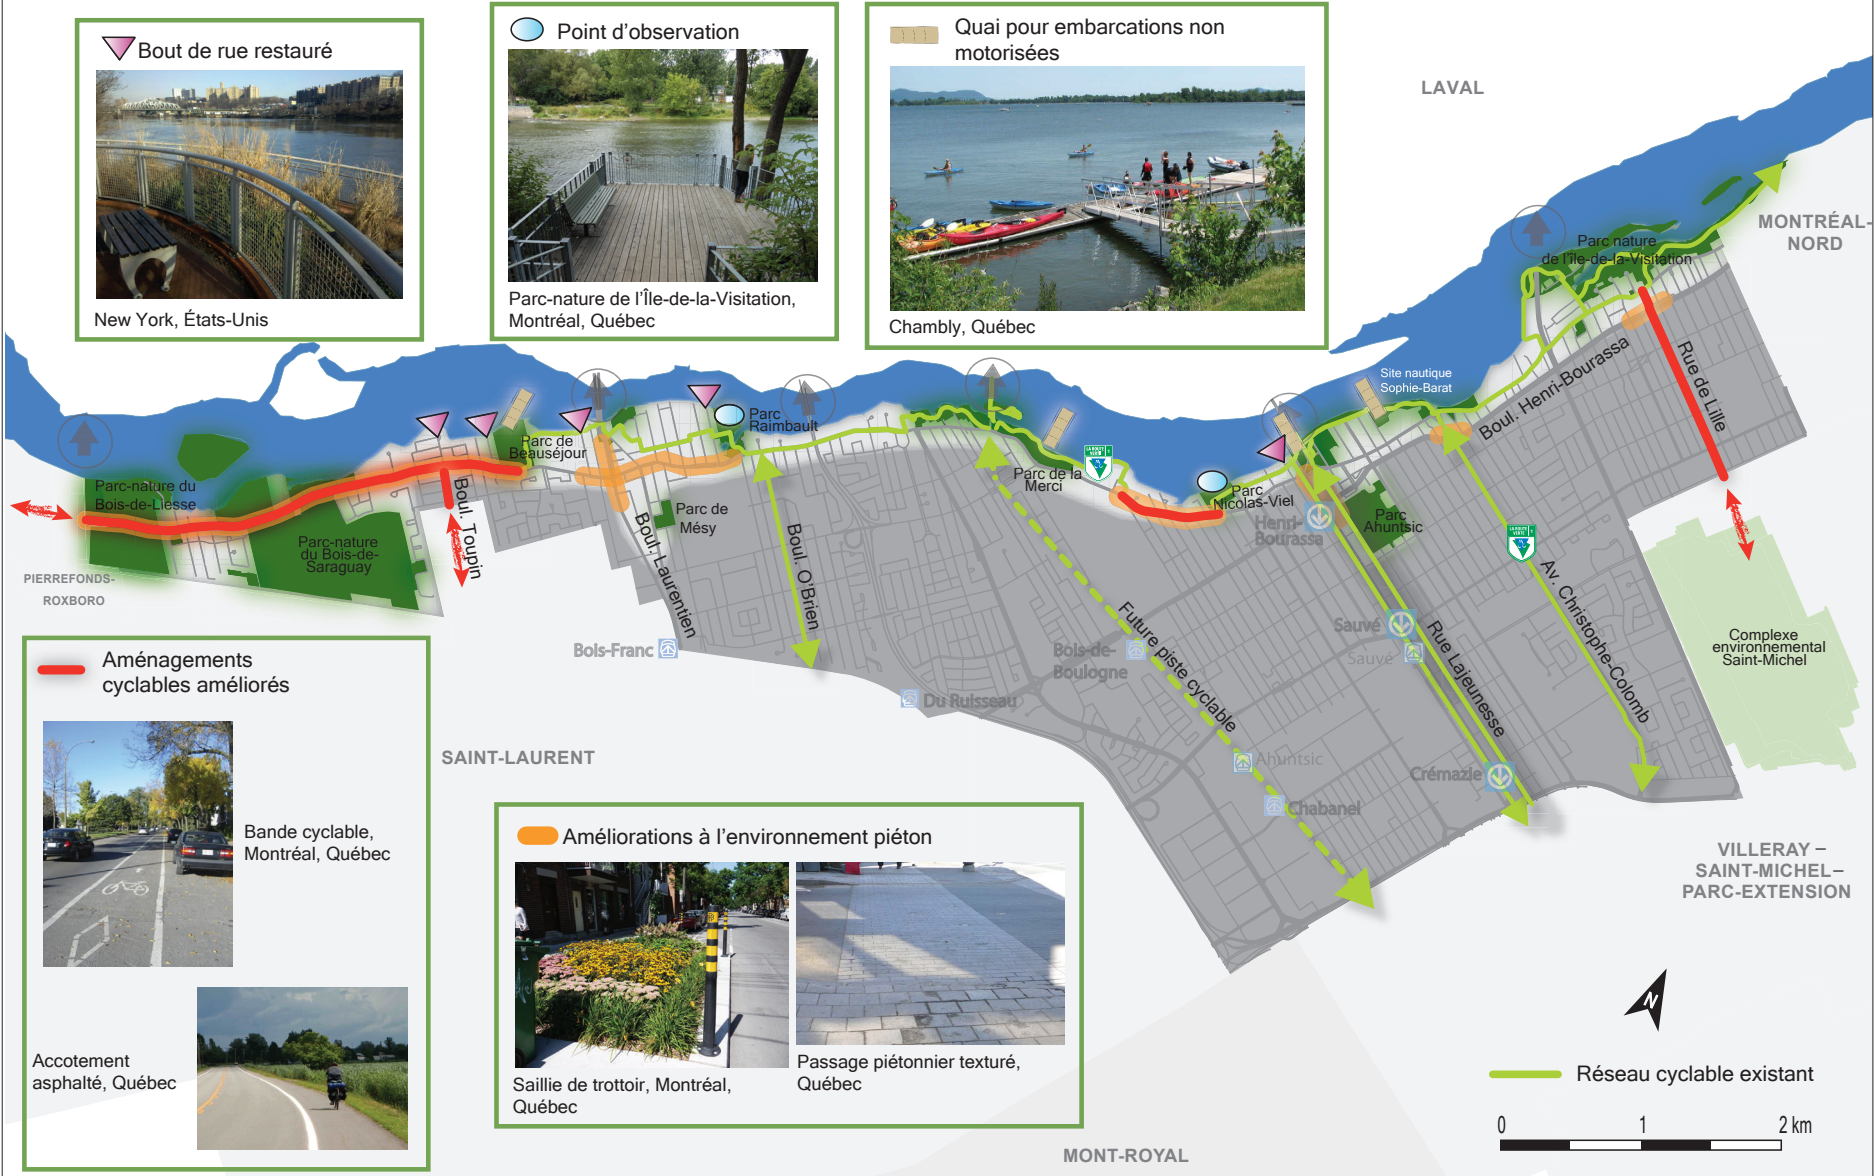 Bout de rue restauré
New York, États-Unis
Point d'observation
Parc-nature de l'Île-de-la-Visitation,
Montréal, Québec
Quai pour embarcations non
motorisées
Chambly, Québec
LAVAL
MONTRÉAL-
NORD
Parc nature
de l'île-de-la-Visitation
Site nautique
Sophie-Barat
Boul. Henri-Bourassa
Rue de Lille
Parc
Raimbault
Parc de
Beauséjour
Parc-nature du
Bois-de-Liesse
Parc-nature
du Bois-de-
Saraguay
Boul. Toupin
Parc de
Mésy
Boul. Laurentien
Boul. O'Brien
Parc de la
Merci
LA ROUTE
VERTE
Parc
Nicolas-Viel
Henri-
Bourassa
Parc
Ahuntsic
LA ROUTE
VERTE
PIERREFONDS-
ROXBORO
Bois-Franc
Du Ruisseau
Bois-de-
Boulogne
Future piste cyclable
Sauvé
Sauvé
Rue Lajeunesse
Av. Christophe-Colomb
Complexe
environnemental
Saint-Michel
Ahuntsic
Chabanel
Crémazie
SAINT-LAURENT
VILLERAY –
SAINT-MICHEL–
PARC-EXTENSION
MONT-ROYAL
Aménagements
cyclables améliorés
Bande cyclable,
Montréal, Québec
Accotement
asphalté, Québec
Améliorations à l'environnement piéton
Saillie de trottoir, Montréal,
Québec
Passage piétonnier texturé,
Québec
N
Réseau cyclable existant
0 1 2 km